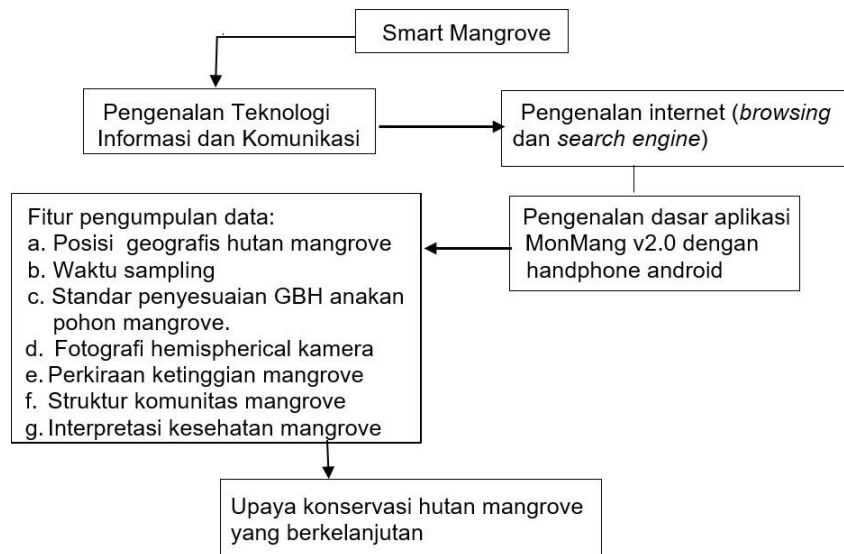 Smart Mangrove
Pengenalan Teknologi
Informasi dan Komunikasi
Pengenalan internet (browsing
dan search engine)
Pengenalan dasar aplikasi
MonMang v2.0 dengan
handphone android
Fitur pengumpulan data:
a. Posisi geografis hutan mangrove
b. Waktu sampling
c. Standar penyesuaian GBH anakan
pohon mangrove.
d. Fotografi hemispherical kamera
e. Perkiraan ketinggian mangrove
f. Struktur komunitas mangrove
g. Interpretasi kesehatan mangrove
Upaya konservasi hutan mangrove
yang berkelanjutan